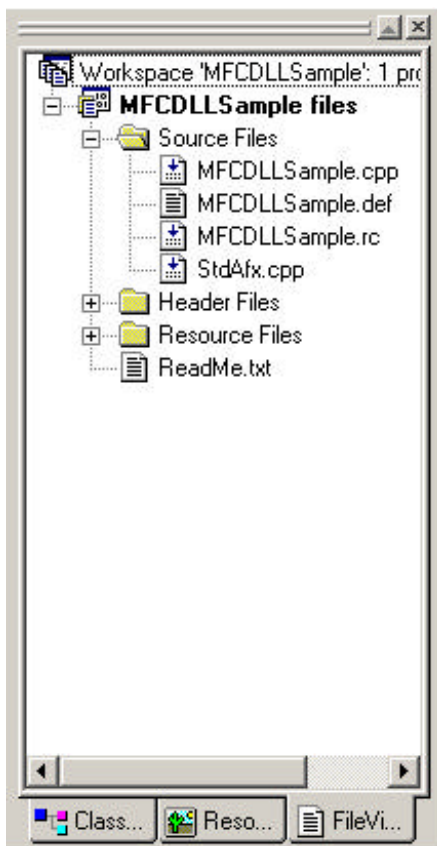 Workspace 'MFCDLLSample': 1 pro
MFCDLLSample files
Source Files
MFCDLLSample.cpp
MFCDLLSample.def
MFCDLLSample.rc
StdAfx.cpp
Header Files
Resource Files
ReadMe.txt
Class... Reso... FileVi...